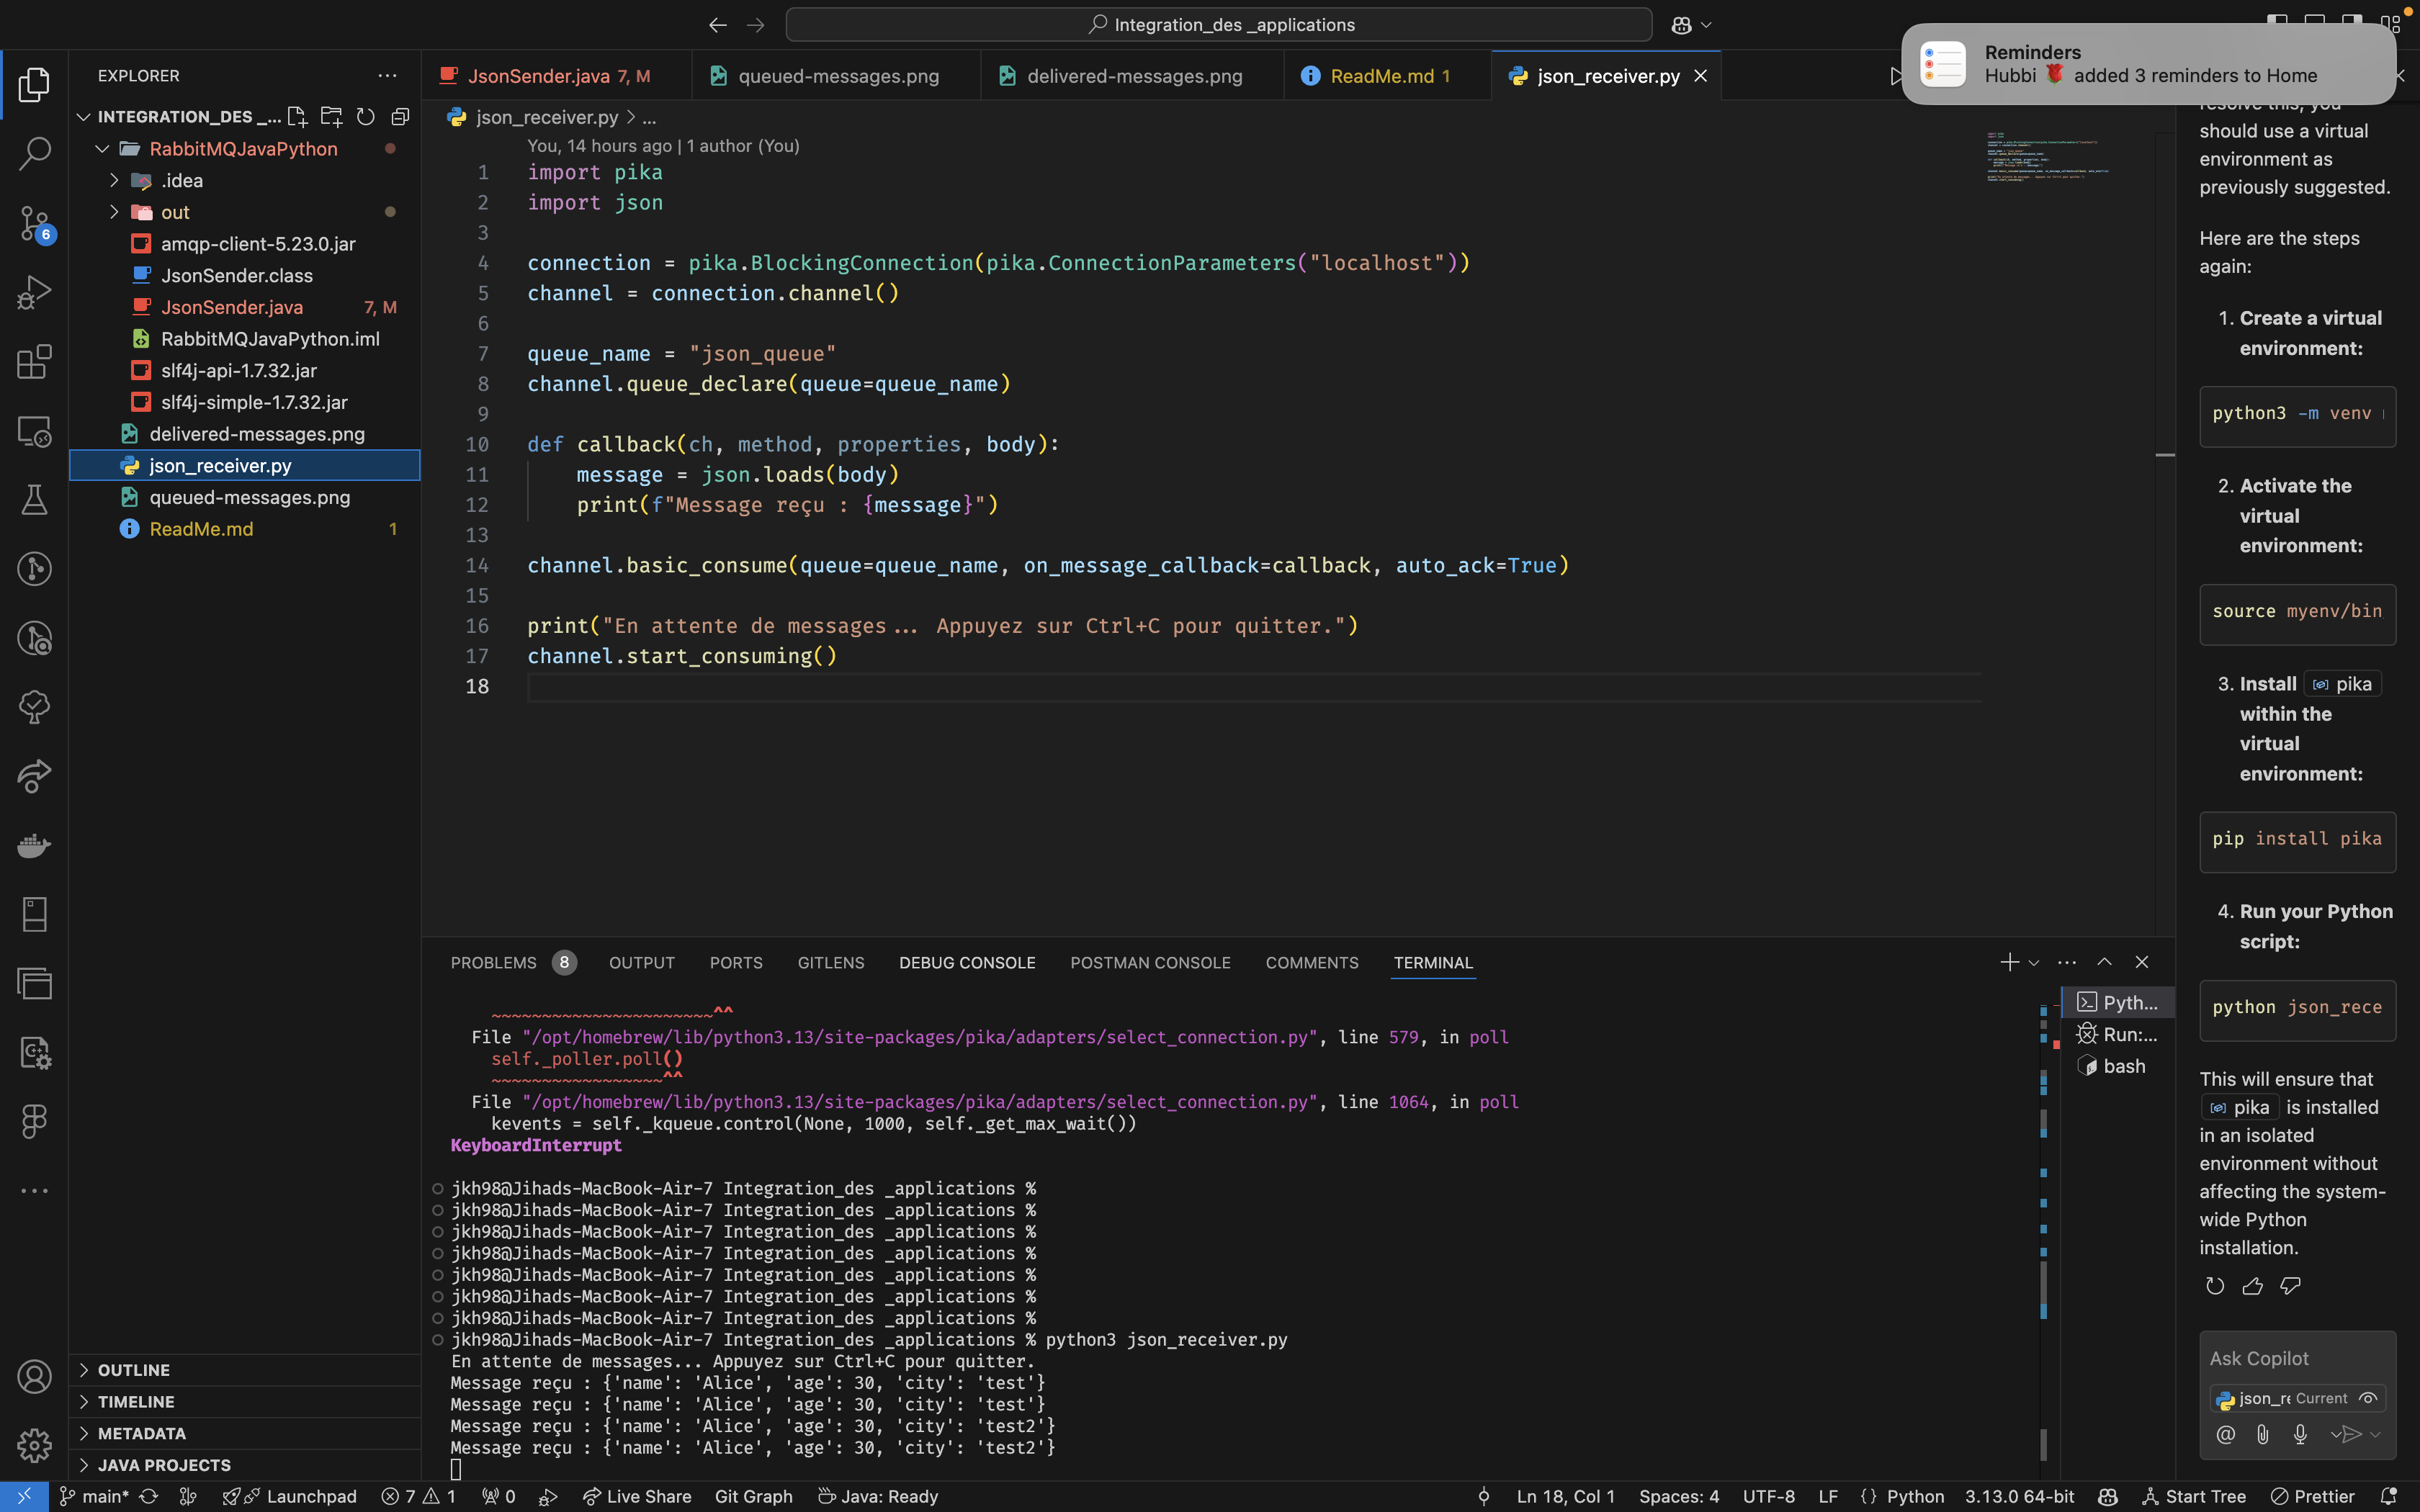 Integration_des _applications
Reminders
Hubbi 🌹 added 3 reminders to Home
EXPLORER
INTEGRATION_DES _...
RabbitMQJavaPython
.idea
out
amqp-client-5.23.0.jar
JsonSender.class
JsonSender.java 7, M
RabbitMQJavaPython.iml
slf4j-api-1.7.32.jar
slf4j-simple-1.7.32.jar
delivered-messages.png
json_receiver.py
queued-messages.png
ReadMe.md 1
OUTLINE
TIMELINE
METADATA
JAVA PROJECTS
6
JsonSender.java 7, M
queued-messages.png
delivered-messages.png
ReadMe.md 1
json_receiver.py
json_receiver.py > ...
You, 14 hours ago | 1 author (You)
1 import pika
2 import json
3
4 connection = pika.BlockingConnection(pika.ConnectionParameters("localhost"))
5 channel = connection.channel()
6
7 queue_name = "json_queue"
8 channel.queue_declare(queue=queue_name)
9
10 def callback(ch, method, properties, body):
11 message = json.loads(body)
12 print(f"Message reçu : {message}")
13
14 channel.basic_consume(queue=queue_name, on_message_callback=callback, auto_ack=True)
15
16 print("En attente de messages... Appuyez sur Ctrl+C pour quitter.")
17 channel.start_consuming()
18
PROBLEMS 8 OUTPUT PORTS GITLENS DEBUG CONSOLE POSTMAN CONSOLE COMMENTS TERMINAL
~~~~~~~~~~~~~~~~~~~~~~^^
File "/opt/homebrew/lib/python3.13/site-packages/pika/adapters/select_connection.py", line 579, in poll
self._poller.poll()
~~~~~~~~~~~~~~~~~^^
File "/opt/homebrew/lib/python3.13/site-packages/pika/adapters/select_connection.py", line 1064, in poll
kevents = self._kqueue.control(None, 1000, self._get_max_wait())
KeyboardInterrupt
jkh98@Jihads-MacBook-Air-7 Integration_des _applications %
jkh98@Jihads-MacBook-Air-7 Integration_des _applications %
jkh98@Jihads-MacBook-Air-7 Integration_des _applications %
jkh98@Jihads-MacBook-Air-7 Integration_des _applications %
jkh98@Jihads-MacBook-Air-7 Integration_des _applications %
jkh98@Jihads-MacBook-Air-7 Integration_des _applications %
jkh98@Jihads-MacBook-Air-7 Integration_des _applications %
jkh98@Jihads-MacBook-Air-7 Integration_des _applications % python3 json_receiver.py
En attente de messages... Appuyez sur Ctrl+C pour quitter.
Message reçu : {'name': 'Alice', 'age': 30, 'city': 'test'}
Message reçu : {'name': 'Alice', 'age': 30, 'city': 'test'}
Message reçu : {'name': 'Alice', 'age': 30, 'city': 'test2'}
Message reçu : {'name': 'Alice', 'age': 30, 'city': 'test2'}
Pyth...
Run:...
bash
resolve this, you
should use a virtual
environment as
previously suggested.
Here are the steps
again:
1. Create a virtual
environment:
python3 -m venv
2. Activate the
virtual
environment:
source myenv/bin
3. Install pika
within the
virtual
environment:
pip install pika
4. Run your Python
script:
python json_rece
This will ensure that
pika is installed
in an isolated
environment without
affecting the system-
wide Python
installation.
Ask Copilot
json_re Current
main* Launchpad 7 1 0 Live Share Git Graph Java: Ready
Ln 18, Col 1 Spaces: 4 UTF-8 LF {} Python 3.13.0 64-bit Start Tree Prettier